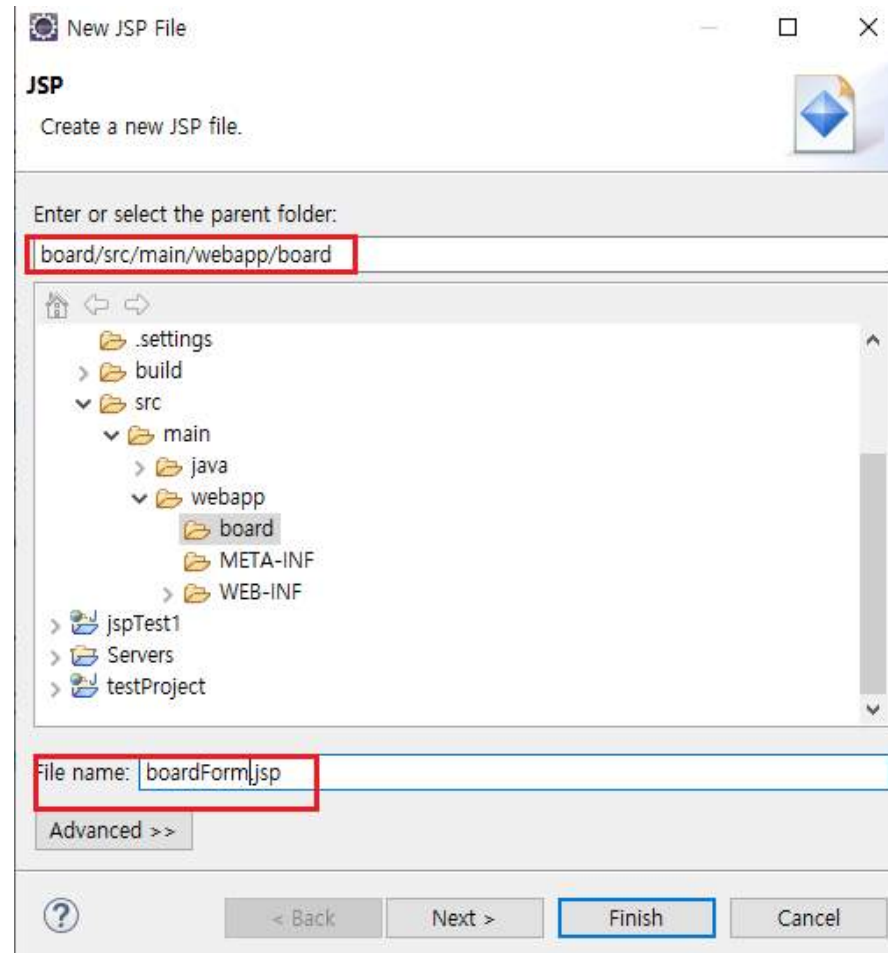 New JSP File
JSP
Create a new JSP file.
Enter or select the parent folder:
board/src/main/webapp/board
.settings
build
src
main
java
webapp
board
META-INF
WEB-INF
jspTest1
Servers
testProject
File name: boardForm.jsp
Advanced >>
< Back Next > Finish Cancel